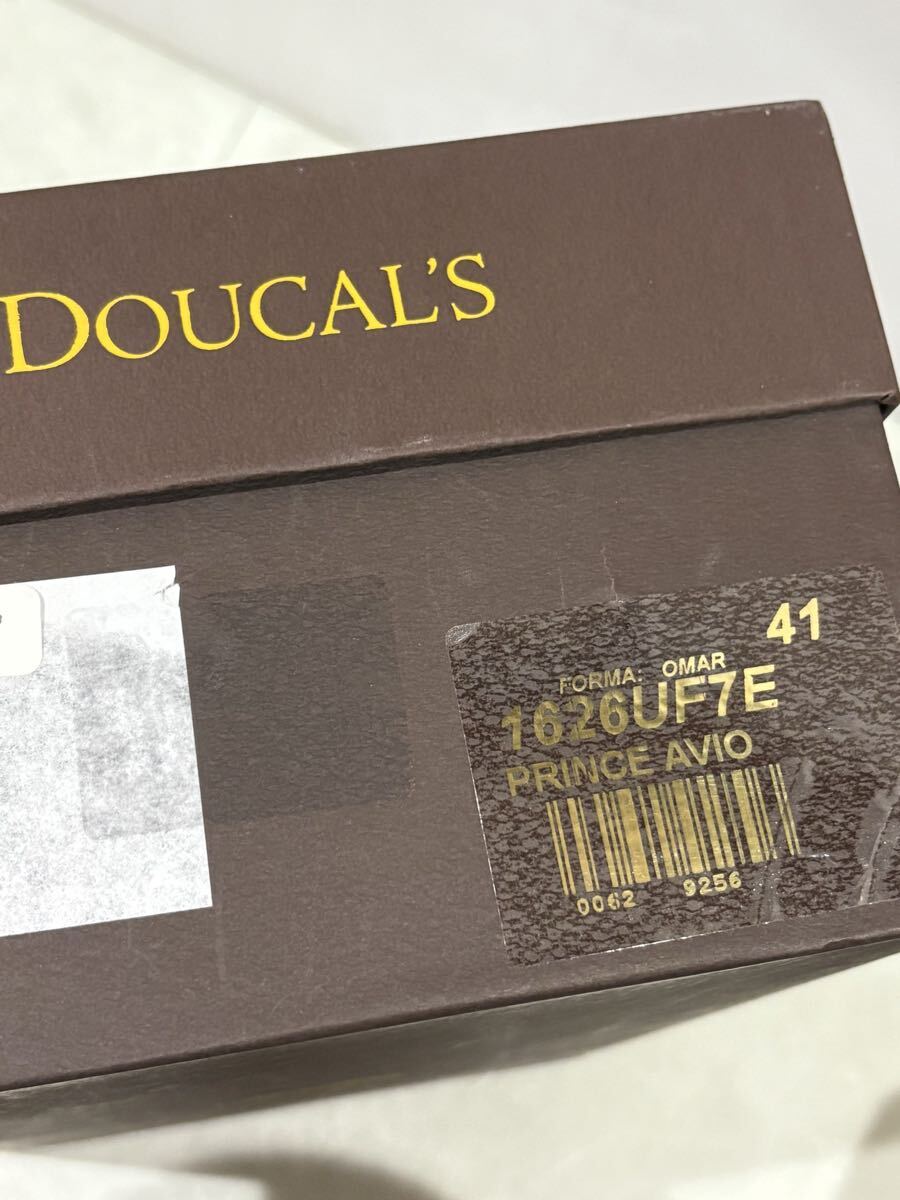 DOUCAL'S
41
FORMA: OMAR
1626UF7E
PRINCE AVIO
0062 9256